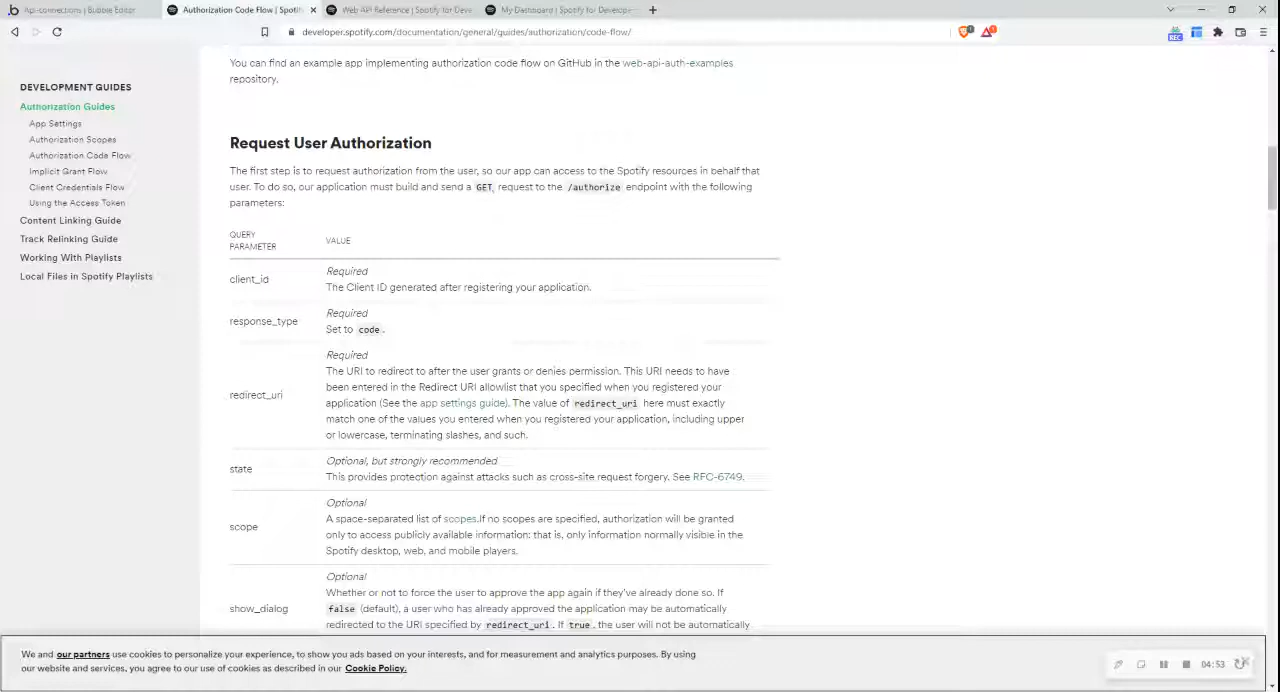 Api-connections | Bubble Editor
Authorization Code Flow | Spotif
Web API Reference | Spotify for Deve
My Dashboard | Spotify for Develope
developer.spotify.com/documentation/general/guides/authorization/code-flow/
REC
You can find an example app implementing authorization code flow on GitHub in the web-api-auth-examples
repository.
DEVELOPMENT GUIDES
Authorization Guides
App Settings
Authorization Scopes
Authorization Code Flow
Implicit Grant Flow
Client Credentials Flow
Using the Access Token
Content Linking Guide
Track Relinking Guide
Working With Playlists
Local Files in Spotify Playlists
Request User Authorization
The first step is to request authorization from the user, so our app can access to the Spotify resources in behalf that
user. To do so, our application must build and send a GET request to the /authorize endpoint with the following
parameters:
QUERY
PARAMETER
VALUE
client_id
Required
The Client ID generated after registering your application.
response_type
Required
Set to code.
redirect_uri
Required
The URI to redirect to after the user grants or denies permission. This URI needs to have
been entered in the Redirect URI allowlist that you specified when you registered your
application (See the app settings guide). The value of redirect_uri here must exactly
match one of the values you entered when you registered your application, including upper
or lowercase, terminating slashes, and such.
state
Optional, but strongly recommended
This provides protection against attacks such as cross-site request forgery. See RFC-6749.
scope
Optional
A space-separated list of scopes.If no scopes are specified, authorization will be granted
only to access publicly available information: that is, only information normally visible in the
Spotify desktop, web, and mobile players.
show_dialog
Optional
Whether or not to force the user to approve the app again if they've already done so. If
false (default), a user who has already approved the application may be automatically
redirected to the URI specified by redirect_uri. If true, the user will not be automatically
We and our partners use cookies to personalize your experience, to show you ads based on your interests, and for measurement and analytics purposes. By using
our website and services, you agree to our use of cookies as described in our Cookie Policy.
04:53